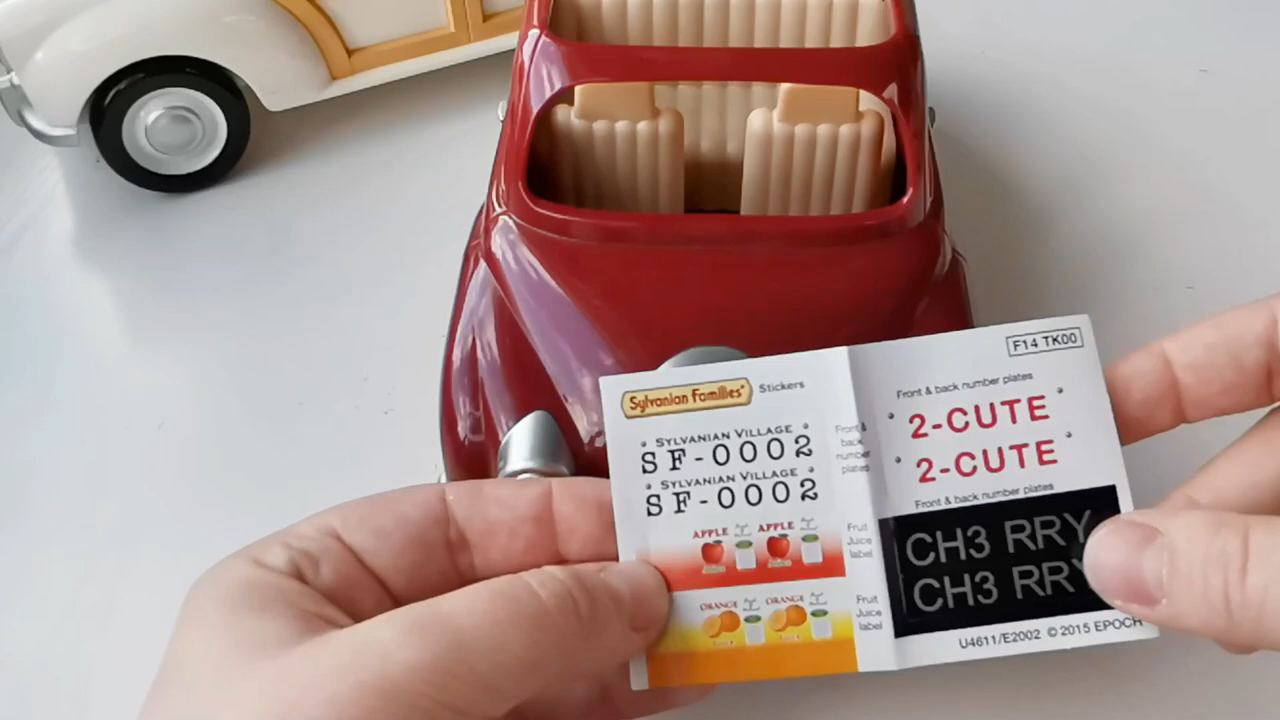 Sylvanian Families Stickers
SYLVANIAN VILLAGE
SF-0002
SYLVANIAN VILLAGE
SF-0002
Front &
back
number
plates
APPLE APPLE
Fruit
Juice
label
ORANGE ORANGE
Fruit
Juice
label
F14 TK00
Front & back number plates
2-CUTE
2-CUTE
Front & back number plates
CH3 RRY
CH3 RRY
U4611/E2002 © 2015 EPOCH